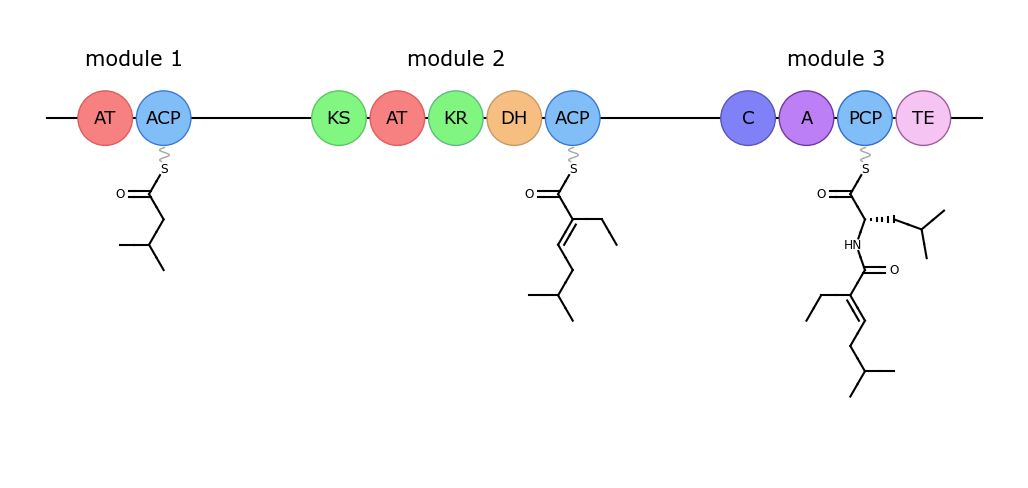 module 1 module 2 module 3
AT ACP KS AT KR DH ACP C A PCP TE
S S S
O O O
HN
O